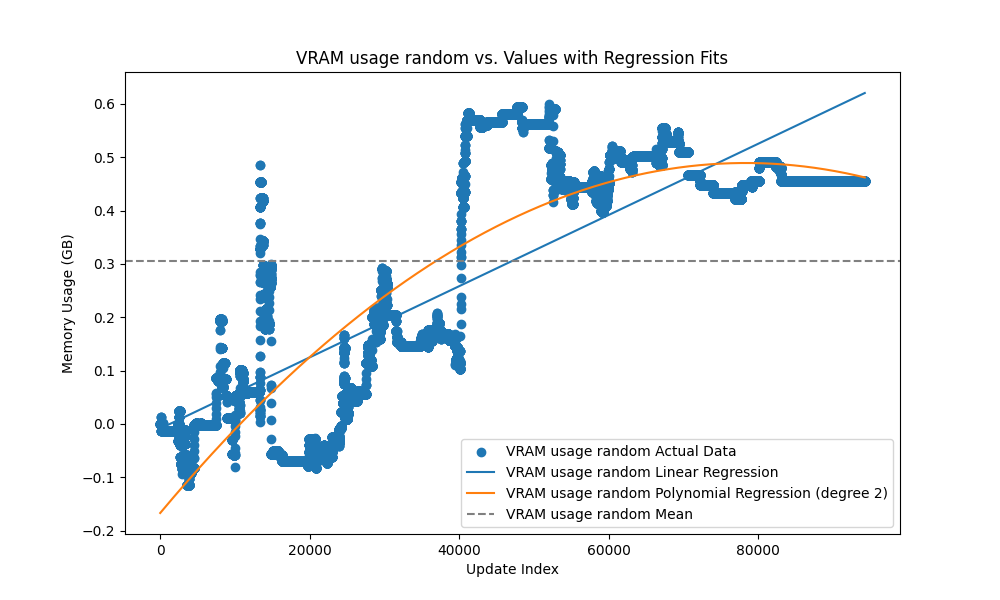 VRAM usage random vs. Values with Regression Fits
Memory Usage (GB)
0.6
0.5
0.4
0.3
0.2
0.1
0.0
−0.1
−0.2
VRAM usage random Actual Data
VRAM usage random Linear Regression
VRAM usage random Polynomial Regression (degree 2)
VRAM usage random Mean
0 20000 40000 60000 80000
Update Index